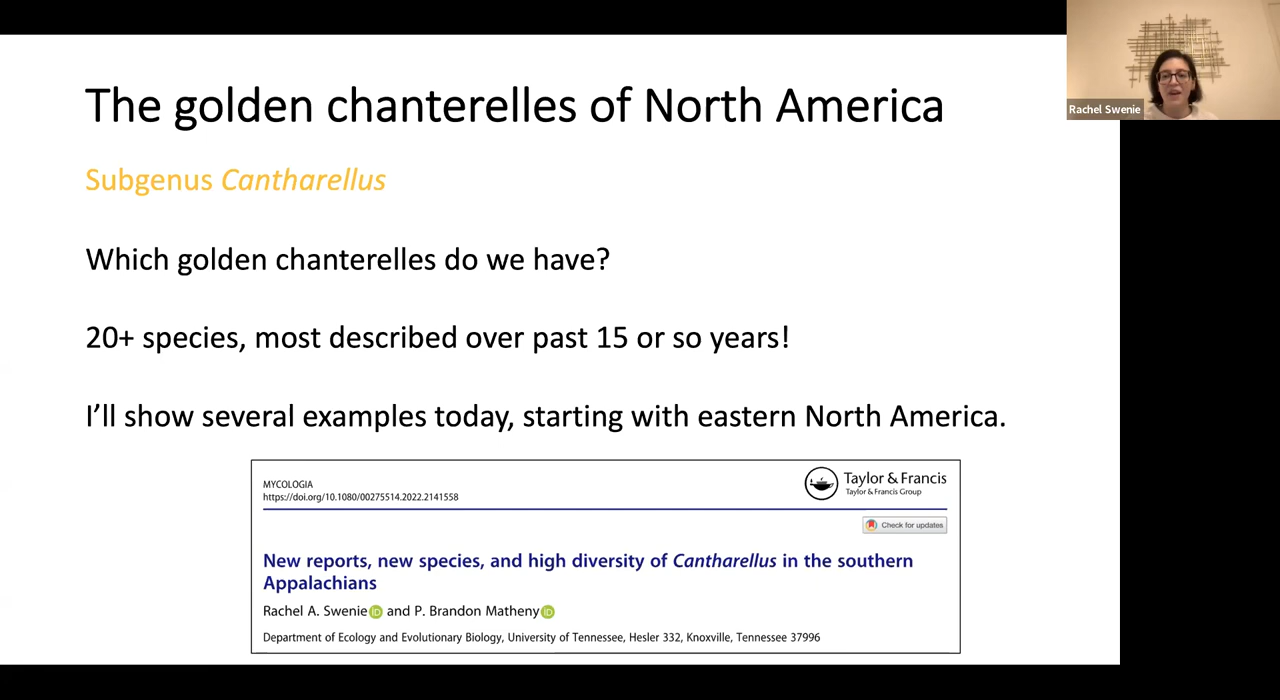 The golden chanterelles of North America
Rachel Swenie
Subgenus Cantharellus
Which golden chanterelles do we have?
20+ species, most described over past 15 or so years!
I’ll show several examples today, starting with eastern North America.
MYCOLOGIA
https://doi.org/10.1080/00275514.2022.2141558
Taylor & Francis
Taylor & Francis Group
Check for updates
New reports, new species, and high diversity of Cantharellus in the southern
Appalachians
Rachel A. Swenie iD and P. Brandon Matheny iD
Department of Ecology and Evolutionary Biology, University of Tennessee, Hesler 332, Knoxville, Tennessee 37996